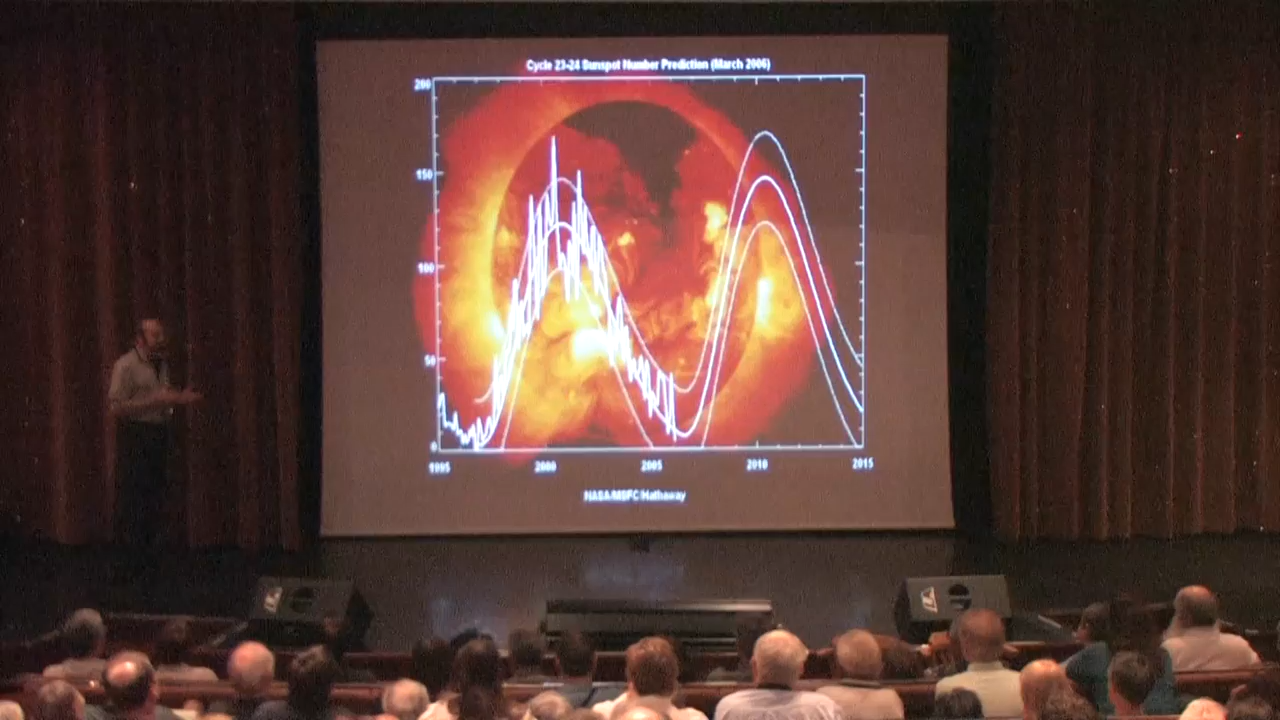 Cycle 23-24 Sunspot Number Prediction (March 2006)
200
150
100
50
0
1995 2000 2005 2010 2015
NASA/MSFC Hathaway